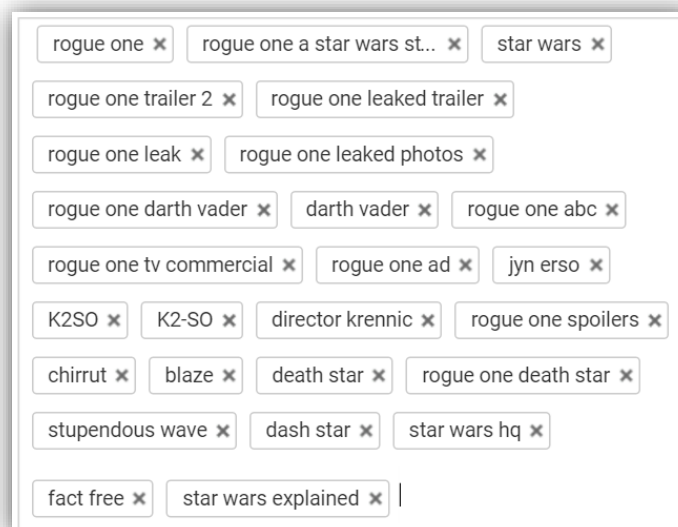 rogue one × rogue one a star wars st... × star wars ×
rogue one trailer 2 × rogue one leaked trailer ×
rogue one leak × rogue one leaked photos ×
rogue one darth vader × darth vader × rogue one abc ×
rogue one tv commercial × rogue one ad × jyn erso ×
K2SO × K2-SO × director krennic × rogue one spoilers ×
chirrut × blaze × death star × rogue one death star ×
stupendous wave × dash star × star wars hq ×
fact free × star wars explained ×